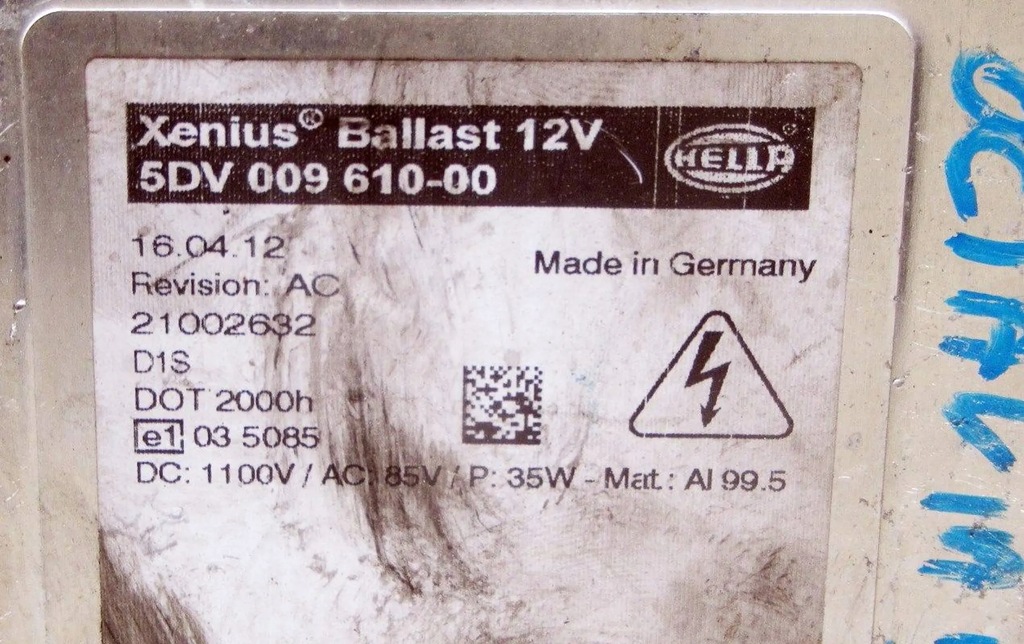 Xenius® Ballast 12V
5DV 009 610-00
HELLA
16.04.12
Made in Germany
Revision: AC
21002632
D1S
DOT 2000h
e1 03 5085
DC: 1100V / AC: 85V / P: 35W - Mat.: Al 99.5